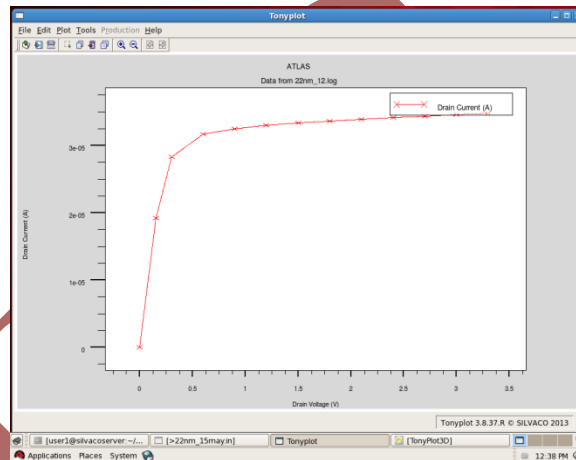 Tonyplot
File Edit Plot Tools Production Help
ATLAS
Data from 22nm_12.log
Drain Current (A)
3e-05
2e-05
1e-05
0
Drain Current (A)
0 0.5 1 1.5 2 2.5 3 3.5
Drain Voltage (V)
Tonyplot 3.8.37.R © SILVACO 2013
[user1@silvacoserver:~/... [>22nm_15may.in] Tonyplot [TonyPlot3D]
Applications Places System 12:38 PM